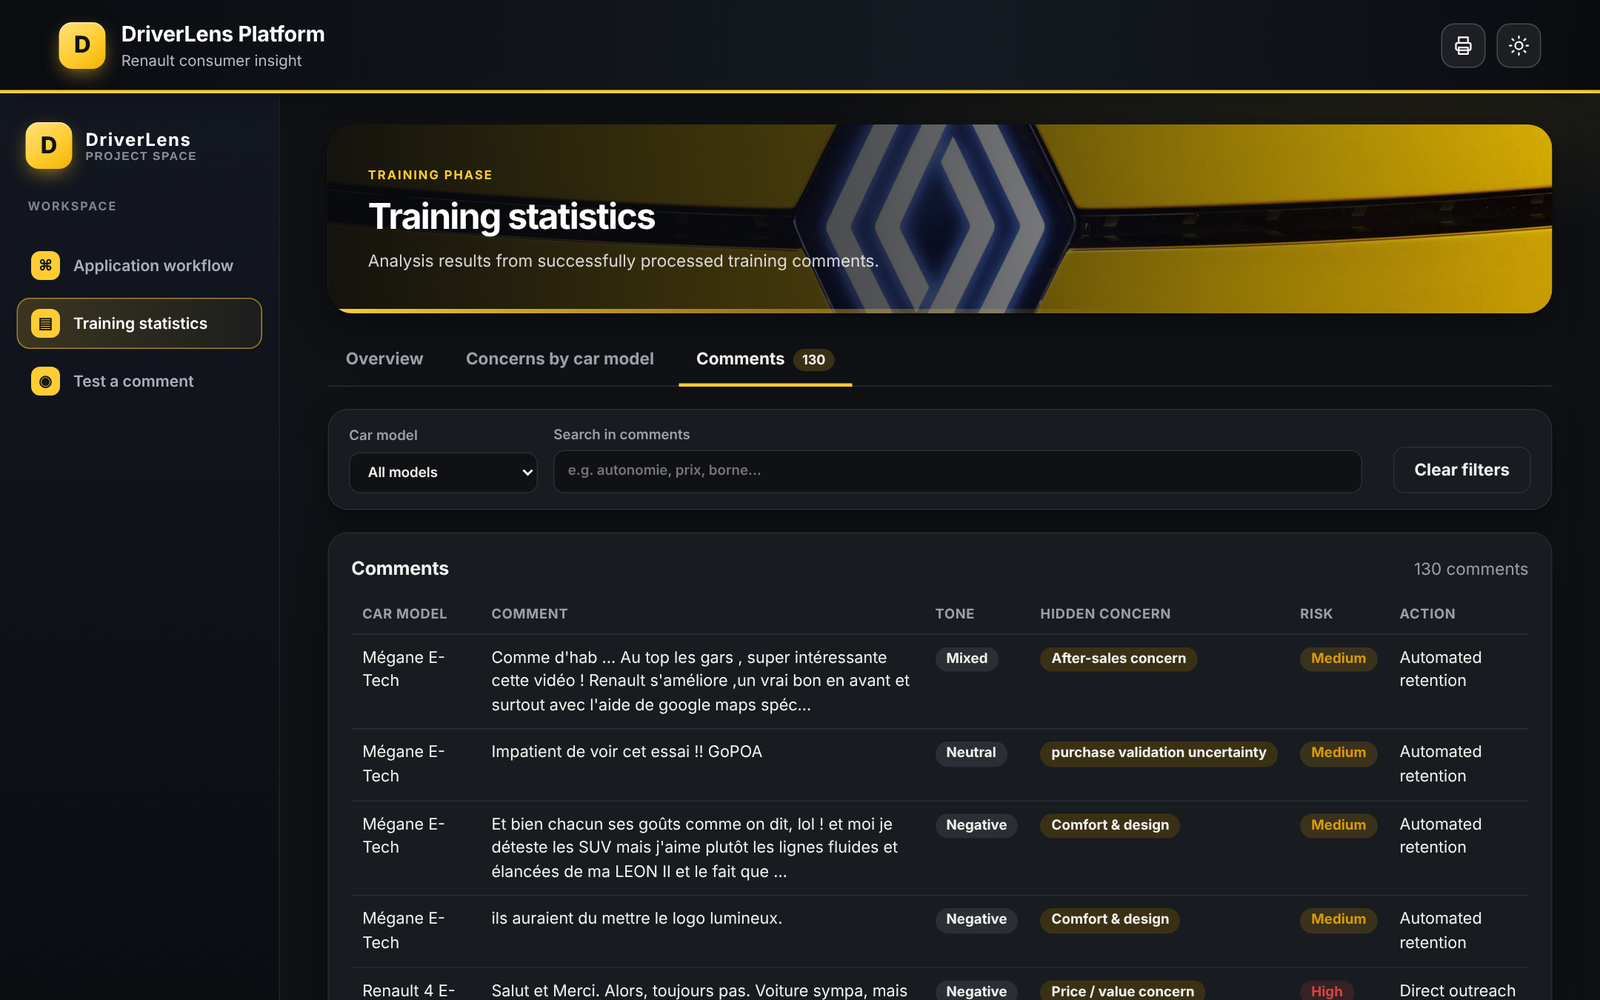 D
DriverLens Platform
Renault consumer insight
D
DriverLens
PROJECT SPACE
WORKSPACE
Application workflow
Training statistics
Test a comment
TRAINING PHASE
Training statistics
Analysis results from successfully processed training comments.
Overview
Concerns by car model
Comments 130
Car model
All models
Search in comments
e.g. autonomie, prix, borne...
Clear filters
Comments
130 comments
CAR MODEL COMMENT TONE HIDDEN CONCERN RISK ACTION
Mégane E-
Tech
Comme d'hab ... Au top les gars , super intéressante
cette vidéo ! Renault s'améliore ,un vrai bon en avant et
surtout avec l'aide de google maps spéc...
Mixed
After-sales concern
Medium
Automated
retention
Mégane E-
Tech
Impatient de voir cet essai !! GoPOA
Neutral
purchase validation uncertainty
Medium
Automated
retention
Mégane E-
Tech
Et bien chacun ses goûts comme on dit, lol ! et moi je
déteste les SUV mais j'aime plutôt les lignes fluides et
élancées de ma LEON II et le fait que ...
Negative
Comfort & design
Medium
Automated
retention
Mégane E-
Tech
ils auraient du mettre le logo lumineux.
Negative
Comfort & design
Medium
Automated
retention
Renault 4 E-
Salut et Merci. Alors, toujours pas. Voiture sympa, mais
Negative
Price / value concern
High
Direct outreach